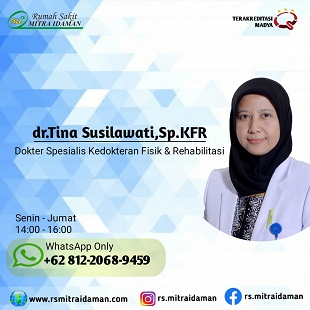 Rumah Sakit
MITRA IDAMAN
TERAKREDITASI
MADYA
dr.Tina Susilawati,Sp.KFR
Dokter Spesialis Kedokteran Fisik & Rehabilitasi
Senin - Jumat
14:00 - 16:00
WhatsApp Only
+62 812-2068-9459
www.rsmitraidaman.com
rs.mitraidaman
rs.mitraidaman